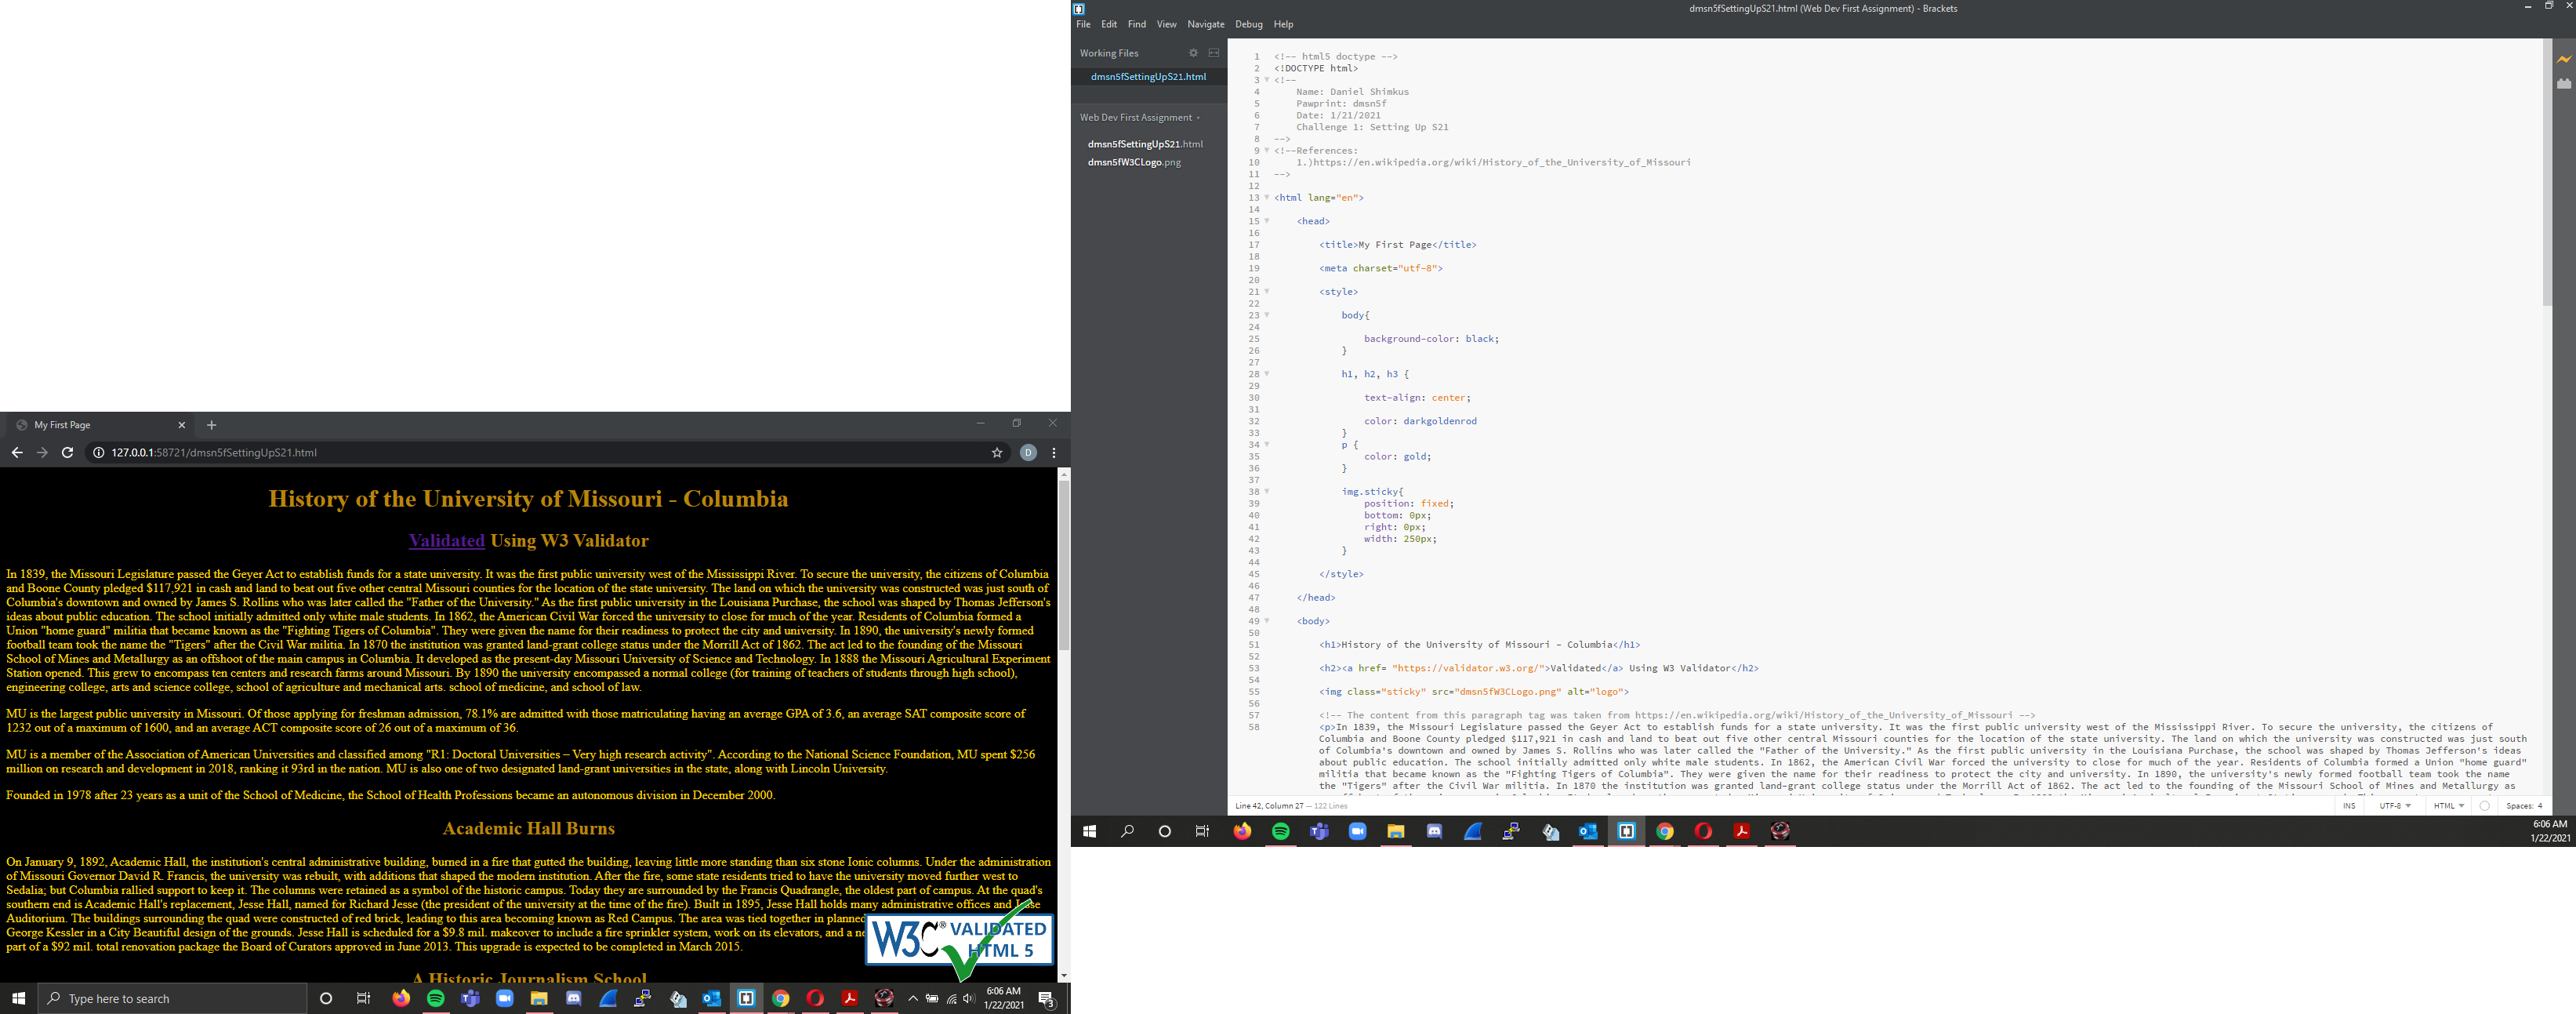 My First Page
127.0.0.1:58721/dmsn5fSettingUpS21.html
D
History of the University of Missouri - Columbia
Validated Using W3 Validator
In 1839, the Missouri Legislature passed the Geyer Act to establish funds for a state university. It was the first public university west of the Mississippi River. To secure the university, the citizens of Columbia
and Boone County pledged $117,921 in cash and land to beat out five other central Missouri counties for the location of the state university. The land on which the university was constructed was just south of
Columbia's downtown and owned by James S. Rollins who was later called the "Father of the University." As the first public university in the Louisiana Purchase, the school was shaped by Thomas Jefferson's
ideas about public education. The school initially admitted only white male students. In 1862, the American Civil War forced the university to close for much of the year. Residents of Columbia formed a
Union "home guard" militia that became known as the "Fighting Tigers of Columbia". They were given the name for their readiness to protect the city and university. In 1890, the university's newly formed
football team took the name the "Tigers" after the Civil War militia. In 1870 the institution was granted land-grant college status under the Morrill Act of 1862. The act led to the founding of the Missouri
School of Mines and Metallurgy as an offshoot of the main campus in Columbia. It developed as the present-day Missouri University of Science and Technology. In 1888 the Missouri Agricultural Experiment
Station opened. This grew to encompass ten centers and research farms around Missouri. By 1890 the university encompassed a normal college (for training of teachers of students through high school),
engineering college, arts and science college, school of agriculture and mechanical arts. school of medicine, and school of law.
MU is the largest public university in Missouri. Of those applying for freshman admission, 78.1% are admitted with those matriculating having an average GPA of 3.6, an average SAT composite score of
1232 out of a maximum of 1600, and an average ACT composite score of 26 out of a maximum of 36.
MU is a member of the Association of American Universities and classified among "R1: Doctoral Universities – Very high research activity". According to the National Science Foundation, MU spent $256
million on research and development in 2018, ranking it 93rd in the nation. MU is also one of two designated land-grant universities in the state, along with Lincoln University.
Founded in 1978 after 23 years as a unit of the School of Medicine, the School of Health Professions became an autonomous division in December 2000.
Academic Hall Burns
On January 9, 1892, Academic Hall, the institution's central administrative building, burned in a fire that gutted the building, leaving little more standing than six stone Ionic columns. Under the administration
of Missouri Governor David R. Francis, the university was rebuilt, with additions that shaped the modern institution. After the fire, some state residents tried to have the university moved further west to
Sedalia; but Columbia rallied support to keep it. The columns were retained as a symbol of the historic campus. Today they are surrounded by the Francis Quadrangle, the oldest part of campus. At the quad's
southern end is Academic Hall's replacement, Jesse Hall, named for Richard Jesse (the president of the university at the time of the fire). Built in 1895, Jesse Hall holds many administrative offices and
Auditorium. The buildings surrounding the quad were constructed of red brick, leading to this area becoming known as Red Campus. The area was tied together in
George Kessler in a City Beautiful design of the grounds. Jesse Hall is scheduled for a $9.8 mil. makeover to include a fire sprinkler system, work on its elevators, and a
part of a $92 mil. total renovation package the Board of Curators approved in June 2013. This upgrade is expected to be completed in March 2015.
W3C® VALIDATED
HTML 5
A Historic Journalism School
Type here to search
6:06 AM
1/22/2021
3
dmsn5fSettingUpS21.html (Web Dev First Assignment) - Brackets
File Edit Find View Navigate Debug Help
Working Files
dmsn5fSettingUpS21.html
Web Dev First Assignment
dmsn5fSettingUpS21.html
dmsn5fW3CLogo.png
1 <!-- html5 doctype -->
2 <!DOCTYPE html>
3 <!--
4 Name: Daniel Shimkus
5 Pawprint: dmsn5f
6 Date: 1/21/2021
7 Challenge 1: Setting Up S21
8 -->
9 <!--References:
10 1.)https://en.wikipedia.org/wiki/History_of_the_University_of_Missouri
11 -->
12
13 <html lang="en">
14
15 <head>
16
17 <title>My First Page</title>
18
19 <meta charset="utf-8">
20
21 <style>
22
23 body{
24
25 background-color: black;
26 }
27
28 h1, h2, h3 {
29
30 text-align: center;
31
32 color: darkgoldenrod
33 }
34 p {
35 color: gold;
36 }
37
38 img.sticky{
39 position: fixed;
40 bottom: 0px;
41 right: 0px;
42 width: 250px;
43 }
44
45 </style>
46
47 </head>
48
49 <body>
50
51 <h1>History of the University of Missouri - Columbia</h1>
52
53 <h2><a href= "https://validator.w3.org/">Validated</a> Using W3 Validator</h2>
54
55 <img class="sticky" src="dmsn5fW3CLogo.png" alt="logo">
56
57 <!-- The content from this paragraph tag was taken from https://en.wikipedia.org/wiki/History_of_the_University_of_Missouri -->
58 <p>In 1839, the Missouri Legislature passed the Geyer Act to establish funds for a state university. It was the first public university west of the Mississippi River. To secure the university, the citizens of
Columbia and Boone County pledged $117,921 in cash and land to beat out five other central Missouri counties for the location of the state university. The land on which the university was constructed was just south
of Columbia's downtown and owned by James S. Rollins who was later called the "Father of the University." As the first public university in the Louisiana Purchase, the school was shaped by Thomas Jefferson's ideas
about public education. The school initially admitted only white male students. In 1862, the American Civil War forced the university to close for much of the year. Residents of Columbia formed a Union "home guard"
militia that became known as the "Fighting Tigers of Columbia". They were given the name for their readiness to protect the city and university. In 1890, the university's newly formed football team took the name
the "Tigers" after the Civil War militia. In 1870 the institution was granted land-grant college status under the Morrill Act of 1862. The act led to the founding of the Missouri School of Mines and Metallurgy as
Line 42, Column 27 — 122 Lines
INS UTF-8 HTML Spaces: 4
6:06 AM
1/22/2021